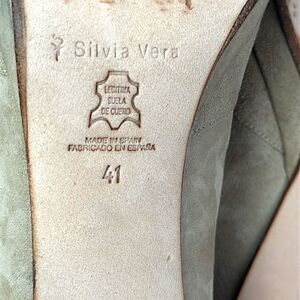 Silvia Vera
LEGITIMA
SUELA
DE CUERO
MADE IN SPAIN
FABRICADO EN ESPAÑA
41